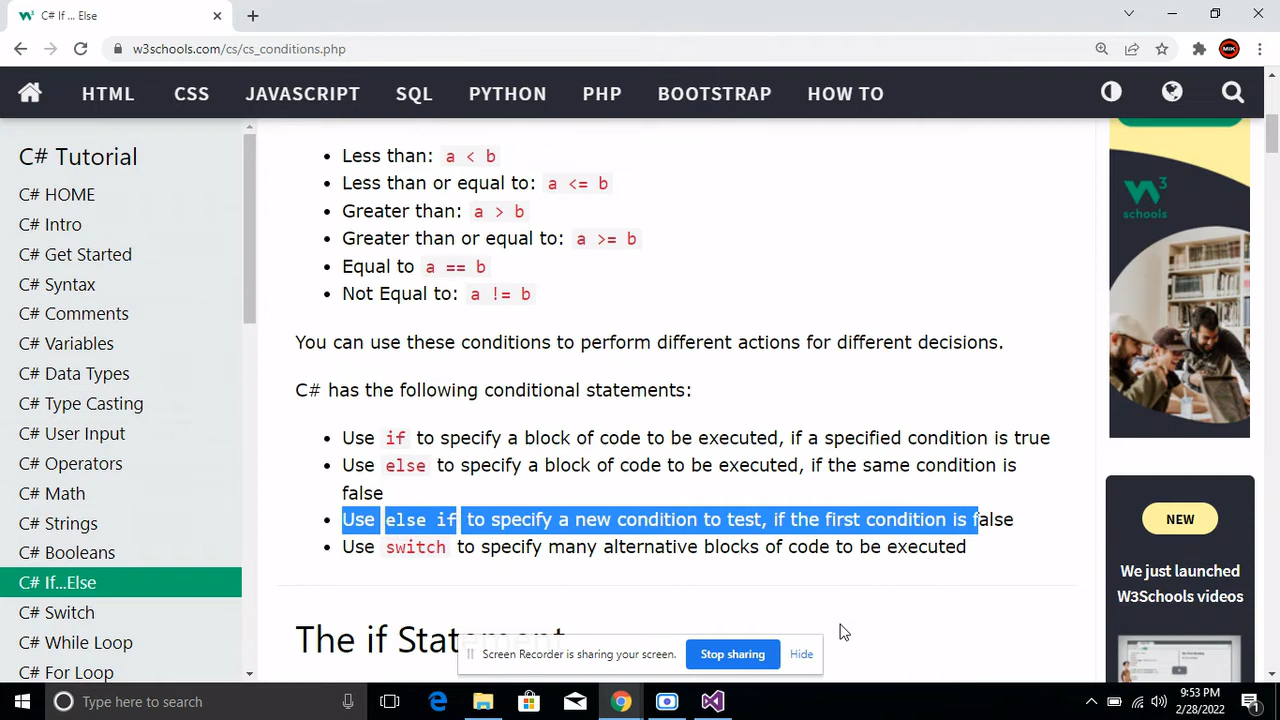 C# If ... Else
w3schools.com/cs/cs_conditions.php
MIK
HTML CSS JAVASCRIPT SQL PYTHON PHP BOOTSTRAP HOW TO
C# Tutorial
C# HOME
C# Intro
C# Get Started
C# Syntax
C# Comments
C# Variables
C# Data Types
C# Type Casting
C# User Input
C# Operators
C# Math
C# Strings
C# Booleans
C# If...Else
C# Switch
C# While Loop
C# For Loop
Less than: a < b
Less than or equal to: a <= b
Greater than: a > b
Greater than or equal to: a >= b
Equal to a == b
Not Equal to: a != b
You can use these conditions to perform different actions for different decisions.
C# has the following conditional statements:
Use if to specify a block of code to be executed, if a specified condition is true
Use else to specify a block of code to be executed, if the same condition is
false
Use else if to specify a new condition to test, if the first condition is false
Use switch to specify many alternative blocks of code to be executed
The if Statement
W3
schools
NEW
We just launched
W3Schools videos
Screen Recorder is sharing your screen. Stop sharing Hide
Type here to search
9:53 PM
2/28/2022
1